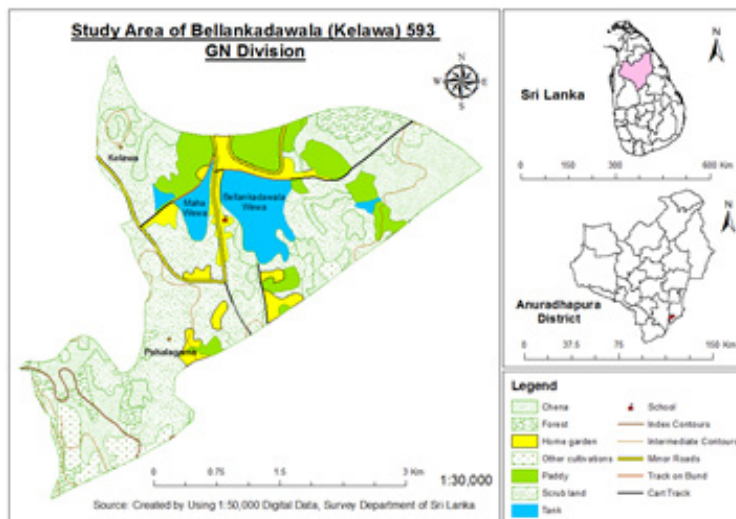 Study Area of Bellankadawala (Kelawa) 593
GN Division
N
W
E
S
Kelawa
Maha
Wewa
Bellankadawala
Wewa
Pahalagama
0 0.75 1.5 3 Km
1:30,000
Source: Created by Using 1:50,000 Digital Data, Survey Department of Sri Lanka
N
Sri Lanka
0 150 300 600 Km
N
Anuradhapura
District
0 37.5 75 150 Km
Legend
Chena
Forest
Home garden
Other cultivations
Paddy
Scrub land
Tank
School
Index Contours
Intermediate Contours
Minor Roads
Track on Bund
Cart Track